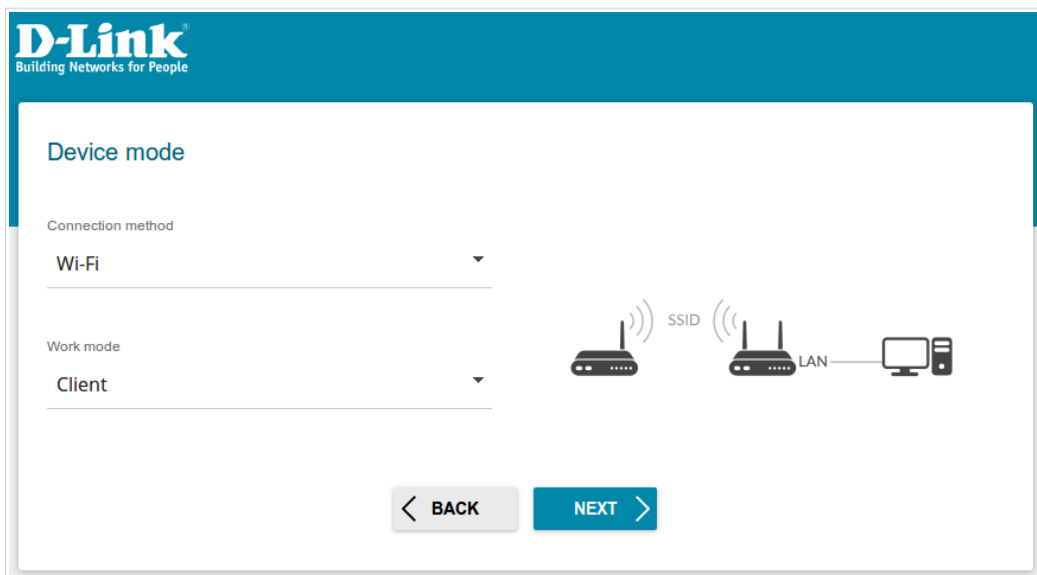 D-Link®
Building Networks for People
Device mode
Connection method
Wi-Fi
Work mode
Client
SSID
LAN
BACK
NEXT